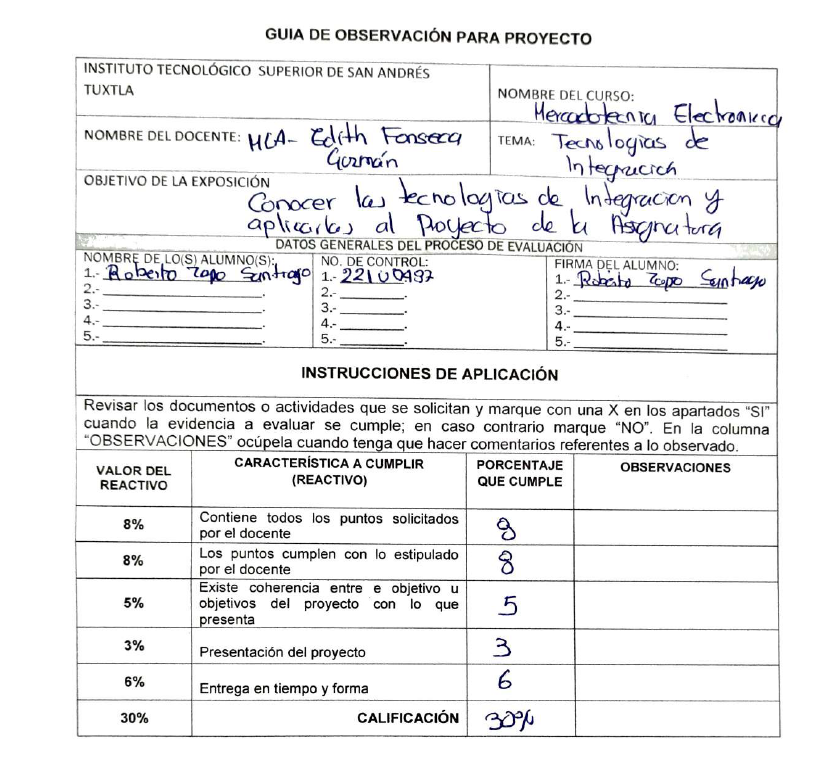 GUIA DE OBSERVACIÓN PARA PROYECTO
INSTITUTO TECNOLÓGICO SUPERIOR DE SAN ANDRÉS
TUXTLA
NOMBRE DEL CURSO:
Mercadotecnia Electronica
NOMBRE DEL DOCENTE: MCA- Edith Fonseca
Guzmán
TEMA: Tecnologias de
Integración
OBJETIVO DE LA EXPOSICIÓN
Conocer las tecnologias de Integracion y
aplicarlas al Proyecto de la Asignatura
DATOS GENERALES DEL PROCESO DE EVALUACIÓN
NOMBRE DE LO(S) ALUMNO(S):
1.- Roberto Santiago
2.-
3.-
4.-
5.-
NO. DE CONTROL:
1.- 221U0497
2.-
3.-
4.-
5.-
FIRMA DEL ALUMNO:
1.- Roberto Santiago
2.-
3.-
4.-
5.-
INSTRUCCIONES DE APLICACIÓN
Revisar los documentos o actividades que se solicitan y marque con una X en los apartados “SI”
cuando la evidencia a evaluar se cumple; en caso contrario marque “NO”. En la columna
“OBSERVACIONES” ocúpela cuando tenga que hacer comentarios referentes a lo observado.
VALOR DEL
REACTIVO
CARACTERÍSTICA A CUMPLIR
(REACTIVO)
PORCENTAJE
QUE CUMPLE
OBSERVACIONES
8%
Contiene todos los puntos solicitados
por el docente
8
8%
Los puntos cumplen con lo estipulado
por el docente
8
5%
Existe coherencia entre e objetivo u
objetivos del proyecto con lo que
presenta
5
3%
Presentación del proyecto
3
6%
Entrega en tiempo y forma
6
30%
CALIFICACIÓN
30%